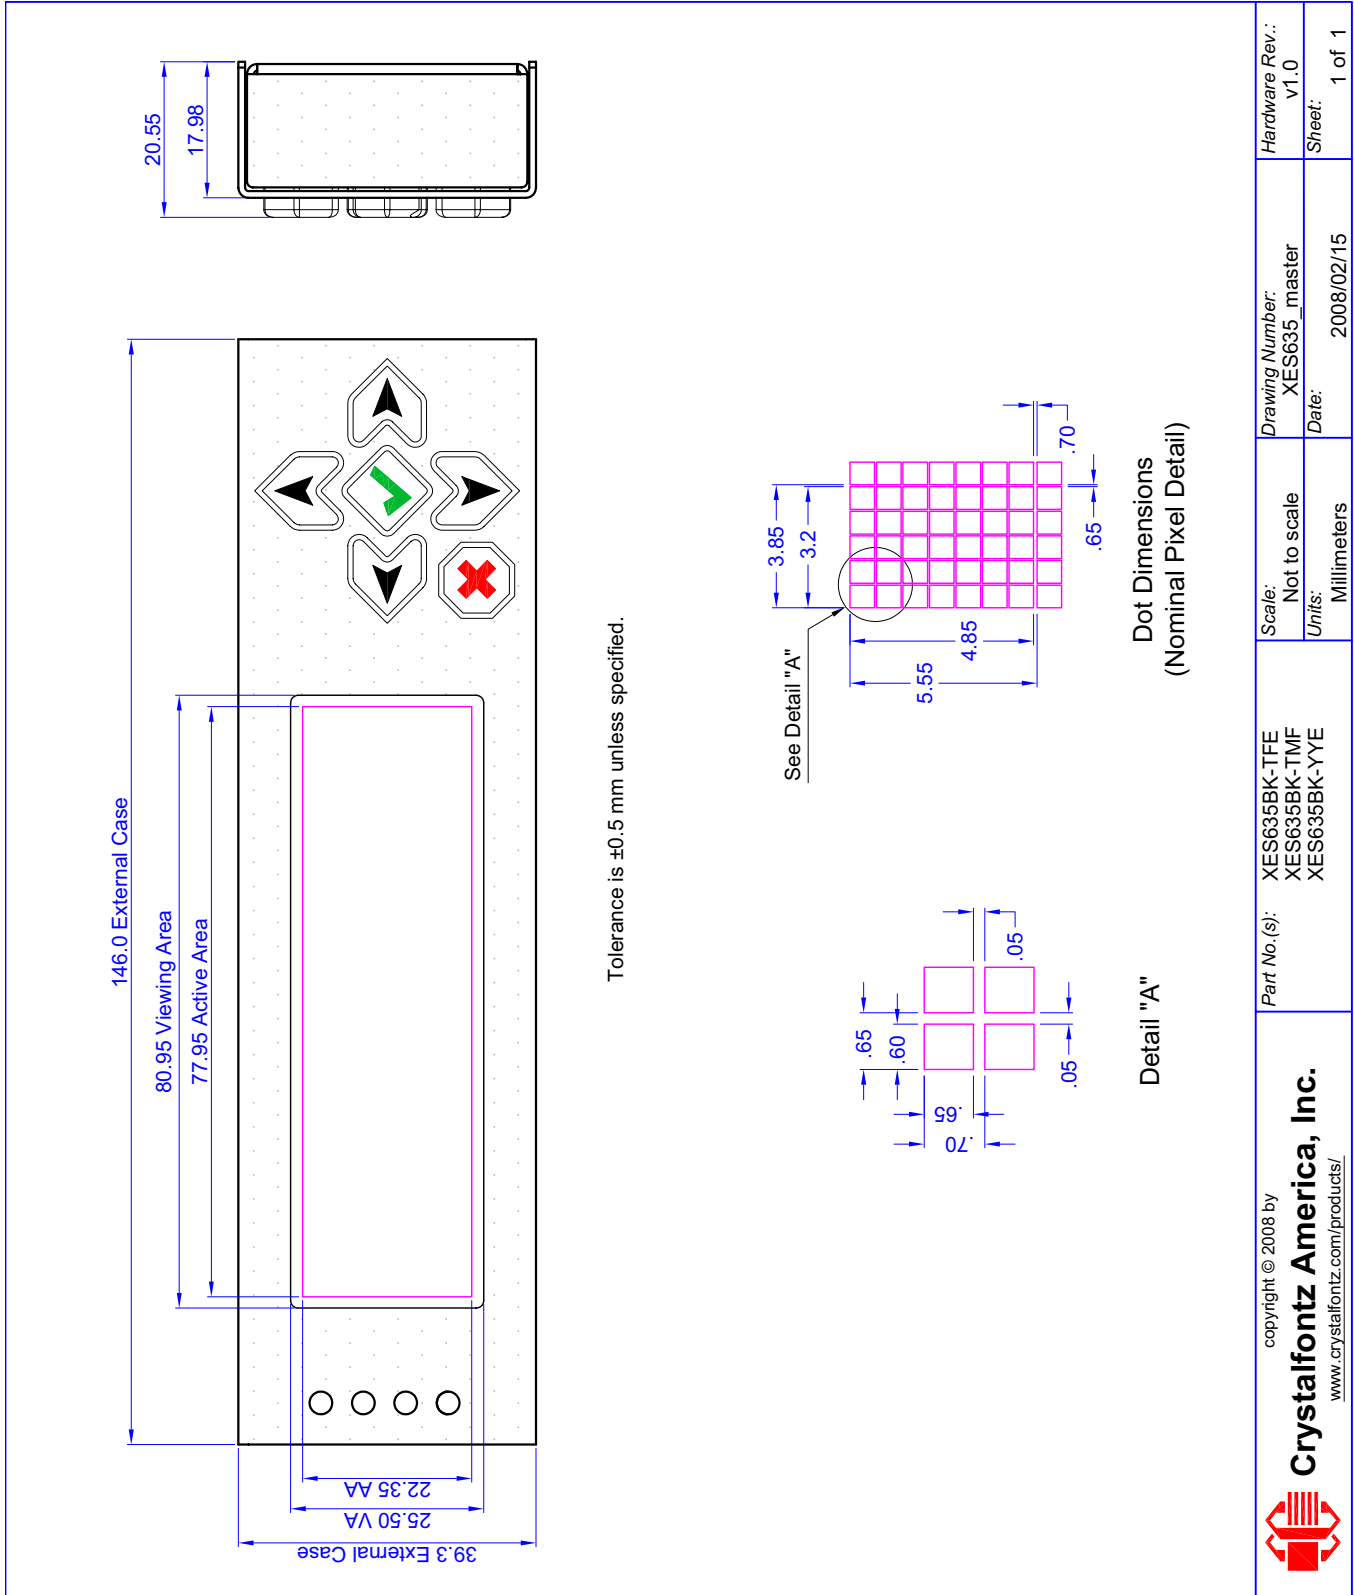 20.55
17.98
146.0 External Case
80.95 Viewing Area
77.95 Active Area
39.3 External Case
25.50 VA
22.35 AA
Tolerance is ±0.5 mm unless specified.
See Detail "A"
3.85
3.2
5.55
4.85
.65
.70
Dot Dimensions
(Nominal Pixel Detail)
.65
.60
.65
.70
.05
.05
Detail "A"
copyright © 2008 by
Crystalfontz America, Inc.
www.crystalfontz.com/products/
Part No.(s):
XES635BK-TFE
XES635BK-TMF
XES635BK-YYE
Scale:
Not to scale
Units:
Millimeters
Drawing Number:
XES635_master
Date:
2008/02/15
Hardware Rev.:
v1.0
Sheet:
1 of 1